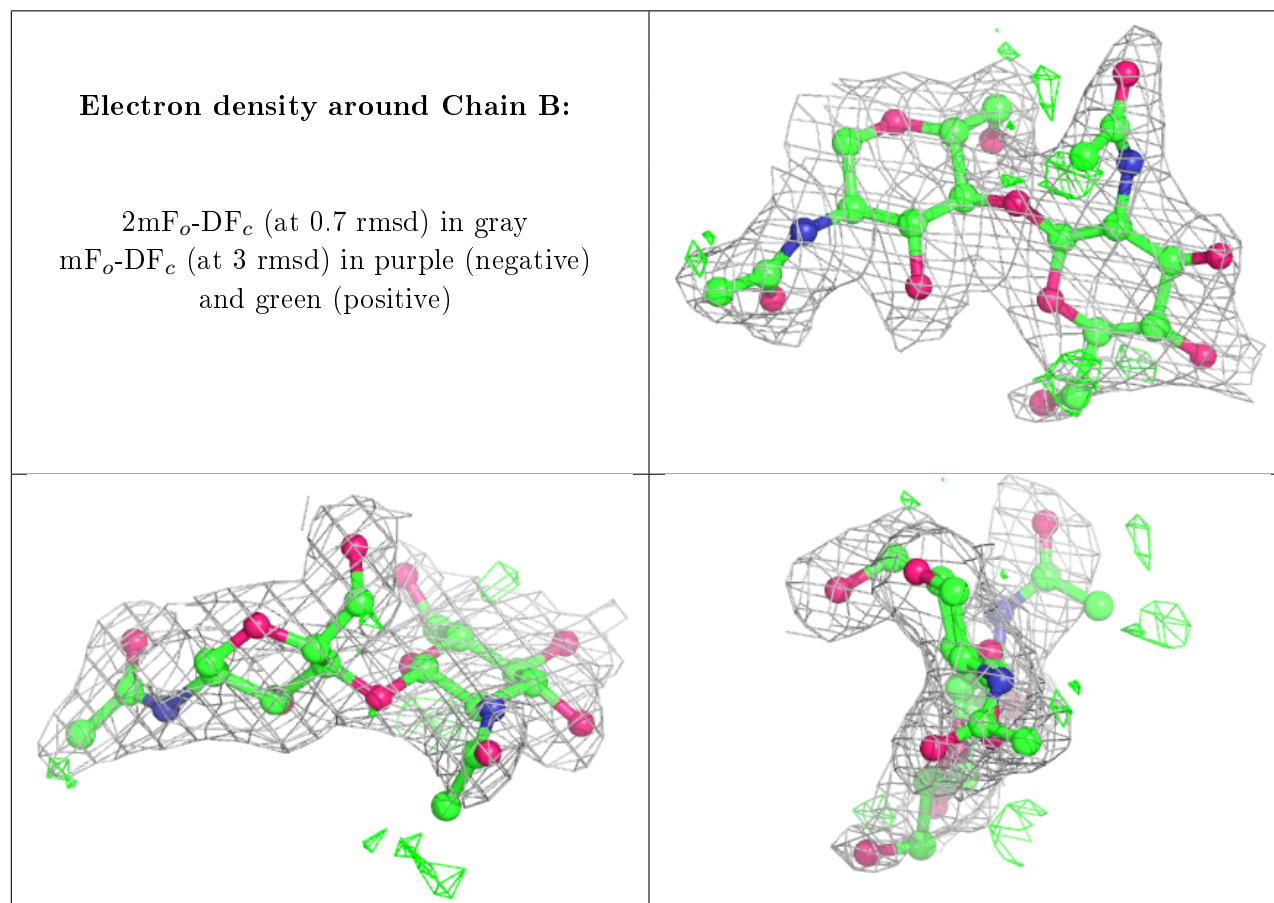 Electron density around Chain B:
2mFo-DFc (at 0.7 rmsd) in gray
mFo-DFc (at 3 rmsd) in purple (negative)
and green (positive)